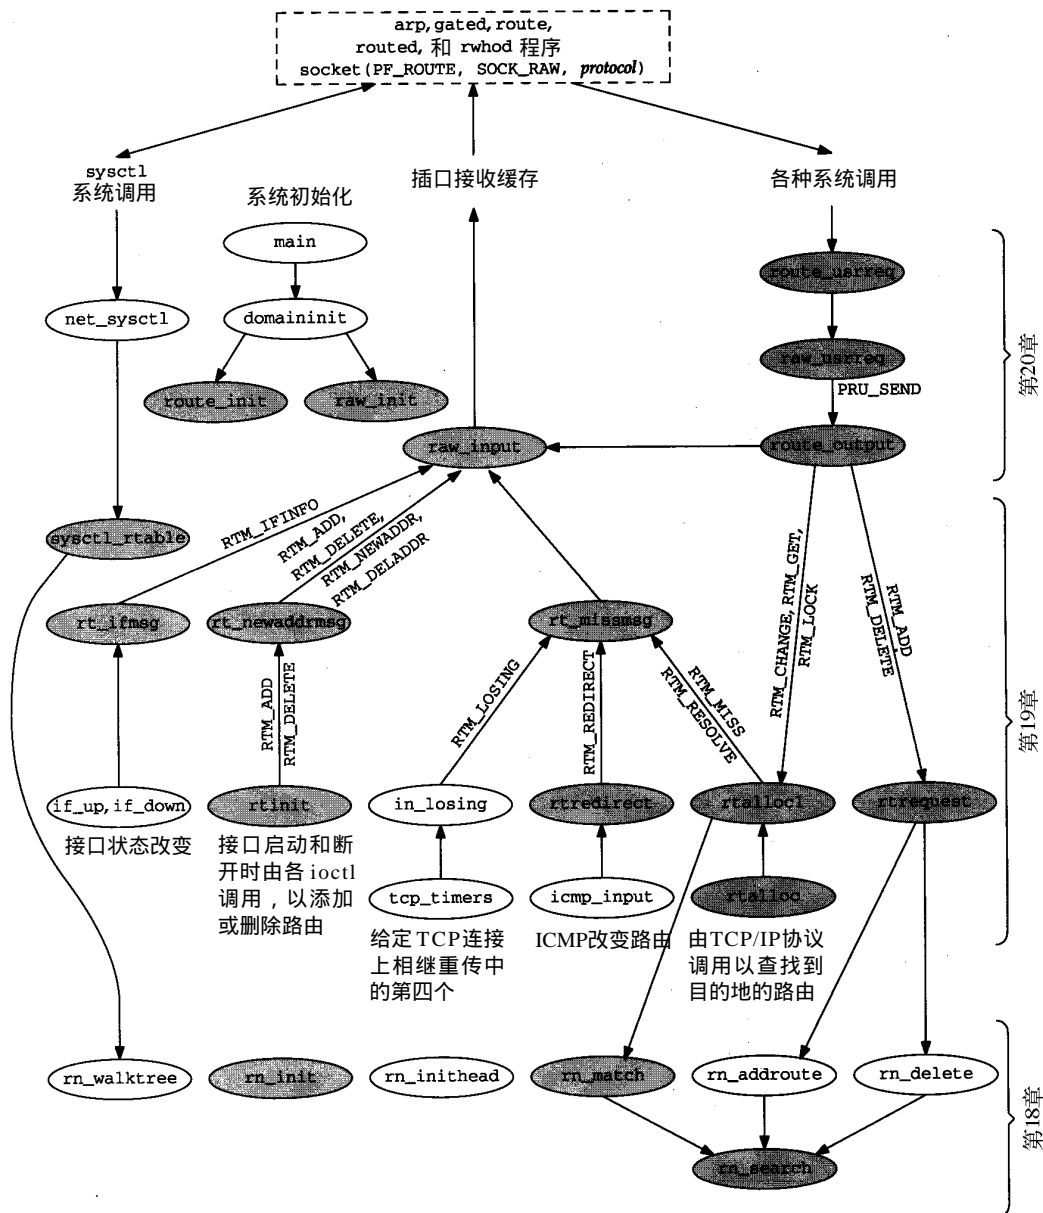 arp, gated, route,
routed, 和 rwhod 程序
socket(PF_ROUTE, SOCK_RAW, protocol)
sysctl
系统调用
系统初始化
插口接收缓存
各种系统调用
main
route_usrreq
net_sysctl
domaininit
raw_usrreq
第20章
PRU_SEND
route_init
raw_init
raw_input
route_output
sysctl_rtable
RTM_IFINFO
RTM_ADD,
RTM_DELETE,
RTM_NEWADDR,
RTM_DELADDR
rt_ifmsg
rt_newaddrmsg
rt_missmsg
RTM_CHANGE, RTM_GET,
RTM_LOCK
RTM_ADD
RTM_DELETE
RTM_ADD
RTM_DELETE
RTM_LOSING
RTM_REDIRECT
RTM_MISS
RTM_RESOLVE
第19章
if_up, if_down
rtinit
in_losing
rtredirect
rtalloc1
rtrequest
接口状态改变
接口启动和断
开时由各 ioctl
调用，以添加
或删除路由
tcp_timers
icmp_input
rtalloc
给定TCP连接
上相继重传中
的第四个
ICMP改变路由
由TCP/IP协议
调用以查找到
目的地的路由
rn_walktree
rn_init
rn_inithead
rn_match
rn_addroute
rn_delete
第18章
rn_search